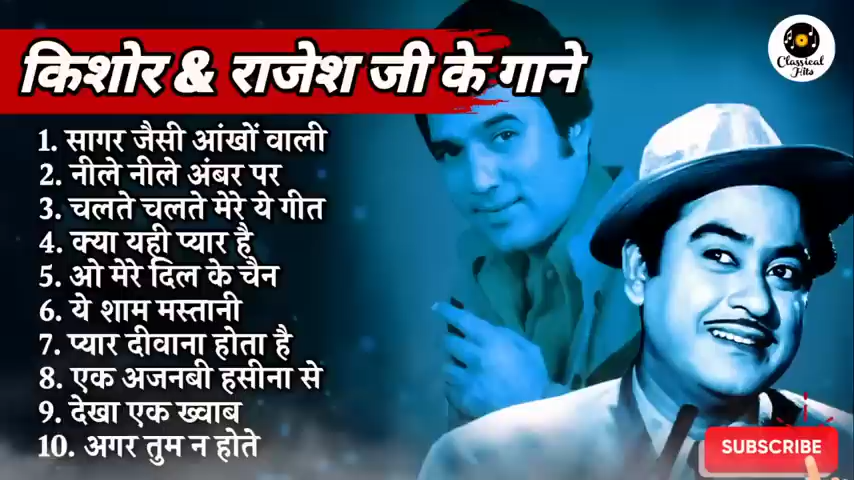 किशोर & राजेश जी के गाने
Classical
Hits
1. सागर जैसी आंखों वाली
2. नीले नीले अंबर पर
3. चलते चलते मेरे ये गीत
4. क्या यही प्यार है
5. ओ मेरे दिल के चैन
6. ये शाम मस्तानी
7. प्यार दीवाना होता है
8. एक अजनबी हसीना से
9. देखा एक ख्वाब
10. अगर तुम न होते
SUBSCRIBE